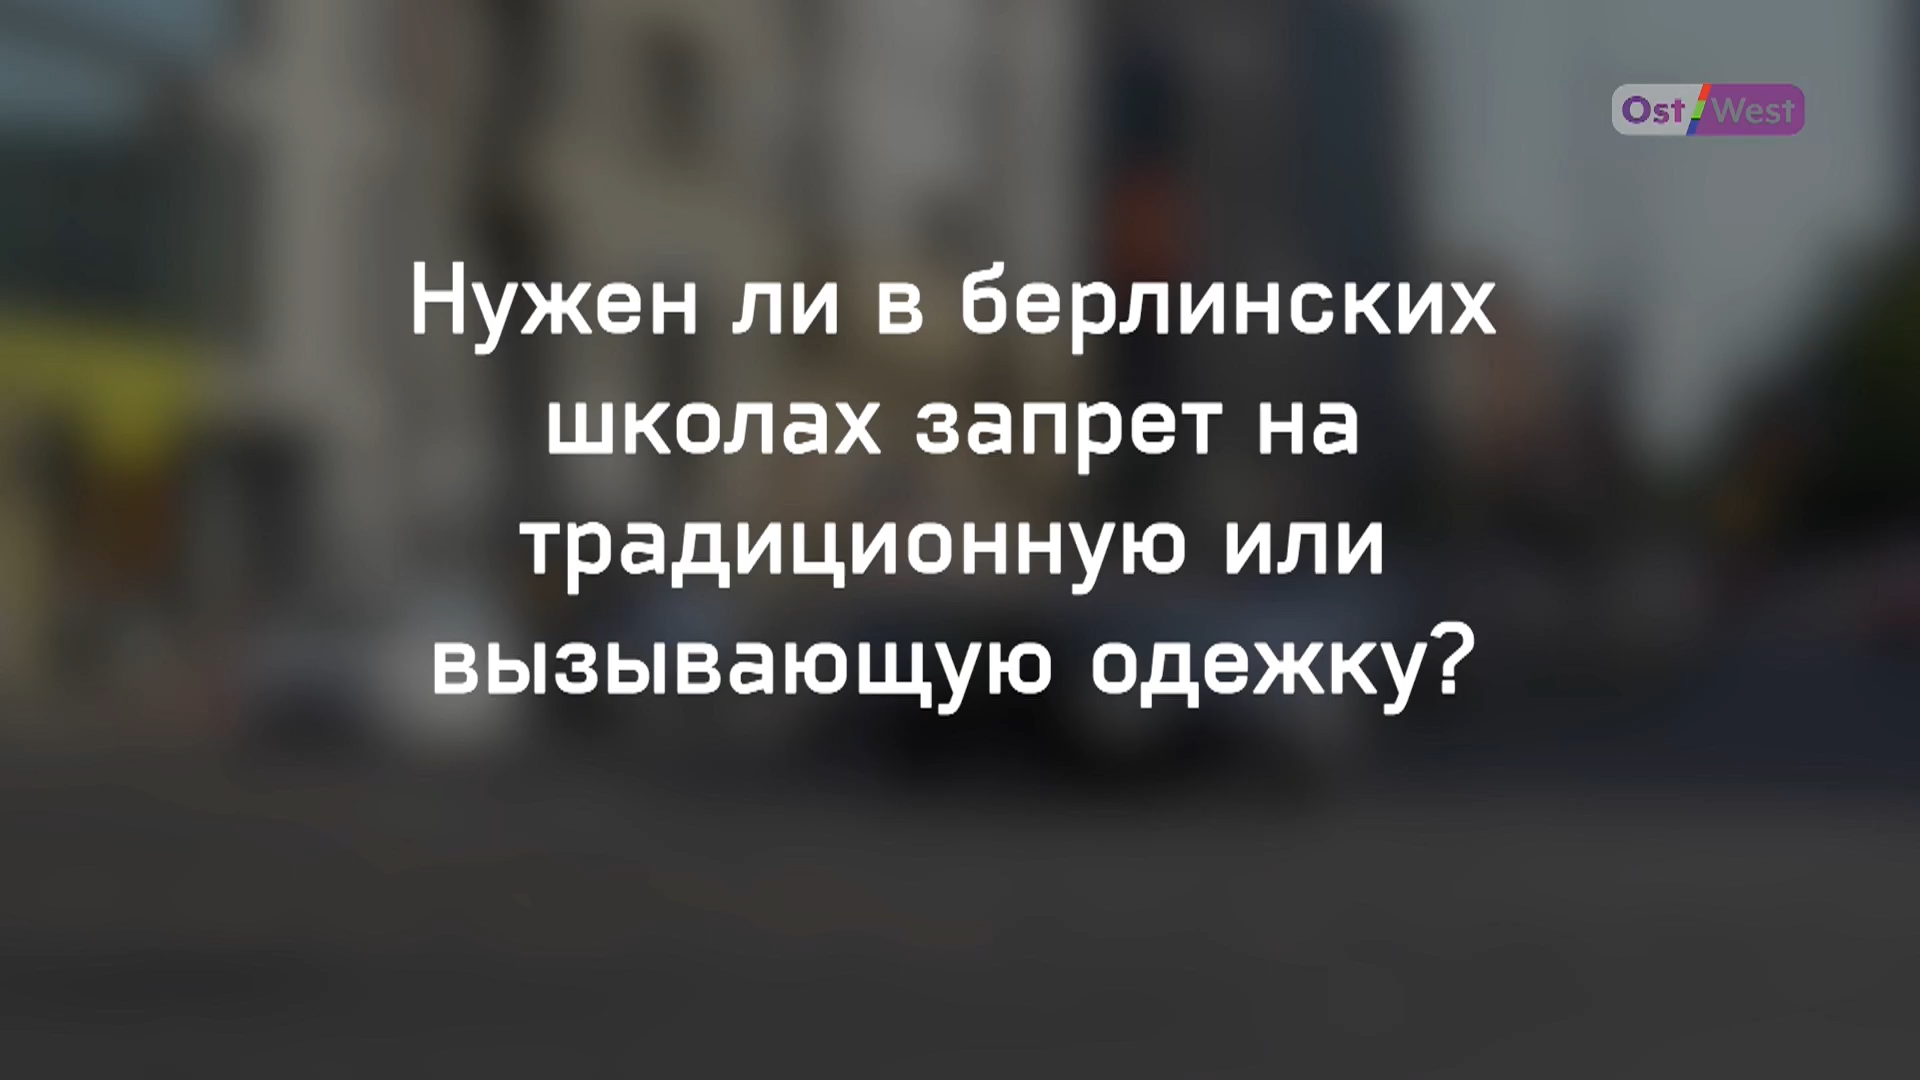 Ost/West
Нужен ли в берлинских
школах запрет на
традиционную или
вызывающую одежку?